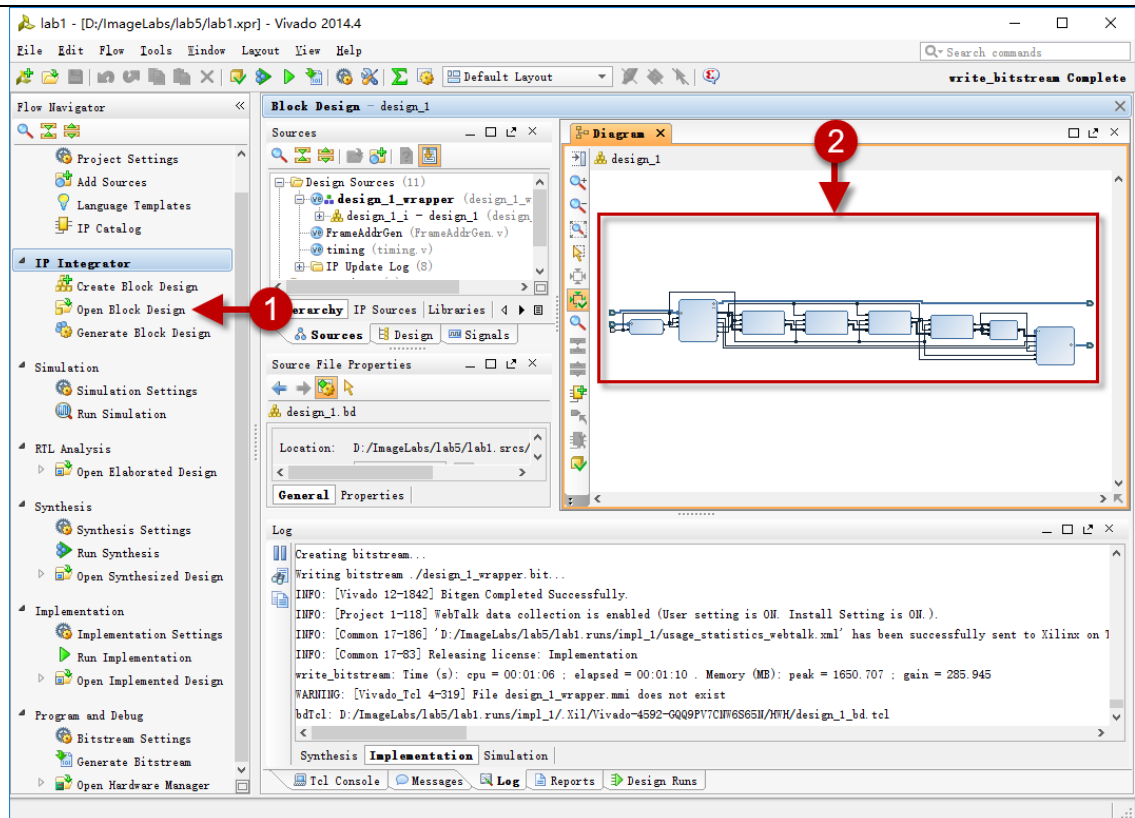 lab1 - [D:/ImageLabs/lab5/lab1.xpr] - Vivado 2014.4
File Edit Flow Tools Window Layout View Help
Search commands
Default Layout
write_bitstream Complete
Flow Navigator
Project Settings
Add Sources
Language Templates
IP Catalog
IP Integrator
Create Block Design
Open Block Design
Generate Block Design
Simulation
Simulation Settings
Run Simulation
RTL Analysis
Open Elaborated Design
Synthesis
Synthesis Settings
Run Synthesis
Open Synthesized Design
Implementation
Implementation Settings
Run Implementation
Open Implemented Design
Program and Debug
Bitstream Settings
Generate Bitstream
Open Hardware Manager
1
Block Design - design_1
Sources
Design Sources (11)
design_1_wrapper (design_1_w
design_1_i - design_1 (design_
FrameAddrGen (FrameAddrGen.v)
timing (timing.v)
IP Update Log (8)
erarchy IP Sources Libraries
Sources Design Signals
Source File Properties
design_1.bd
Location: D:/ImageLabs/lab5/lab1.srcs/
General Properties
Diagram
2
design_1
Log
Creating bitstream...
Writing bitstream ./design_1_wrapper.bit...
INFO: [Vivado 12-1842] Bitgen Completed Successfully.
INFO: [Project 1-118] WebTalk data collection is enabled (User setting is ON. Install Setting is ON.).
INFO: [Common 17-186] 'D:/ImageLabs/lab5/lab1.runs/impl_1/usage_statistics_webtalk.xml' has been successfully sent to Xilinx on
INFO: [Common 17-83] Releasing license: Implementation
write_bitstream: Time (s): cpu = 00:01:06 ; elapsed = 00:01:10 . Memory (MB): peak = 1650.707 ; gain = 285.945
WARNING: [Vivado_Tcl 4-319] File design_1_wrapper.mmi does not exist
bdTcl: D:/ImageLabs/lab5/lab1.runs/impl_1/.Xil/Vivado-4592-GQQ9PV7CNW6S65N/HWH/design_1_bd.tcl
Synthesis Implementation Simulation
Tcl Console Messages Log Reports Design Runs